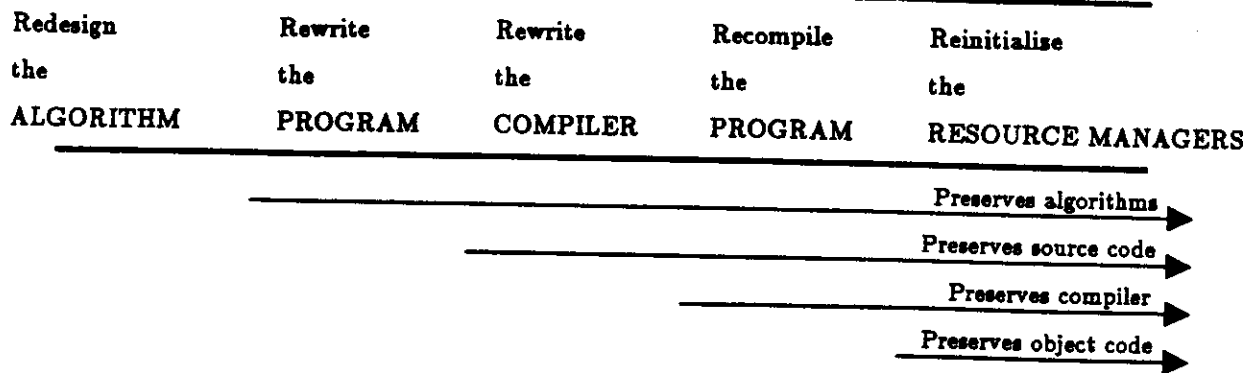 Redesign Rewrite Rewrite Recompile Reinitialise
the the the the the
ALGORITHM PROGRAM COMPILER PROGRAM RESOURCE MANAGERS
Preserves algorithms
Preserves source code
Preserves compiler
Preserves object code